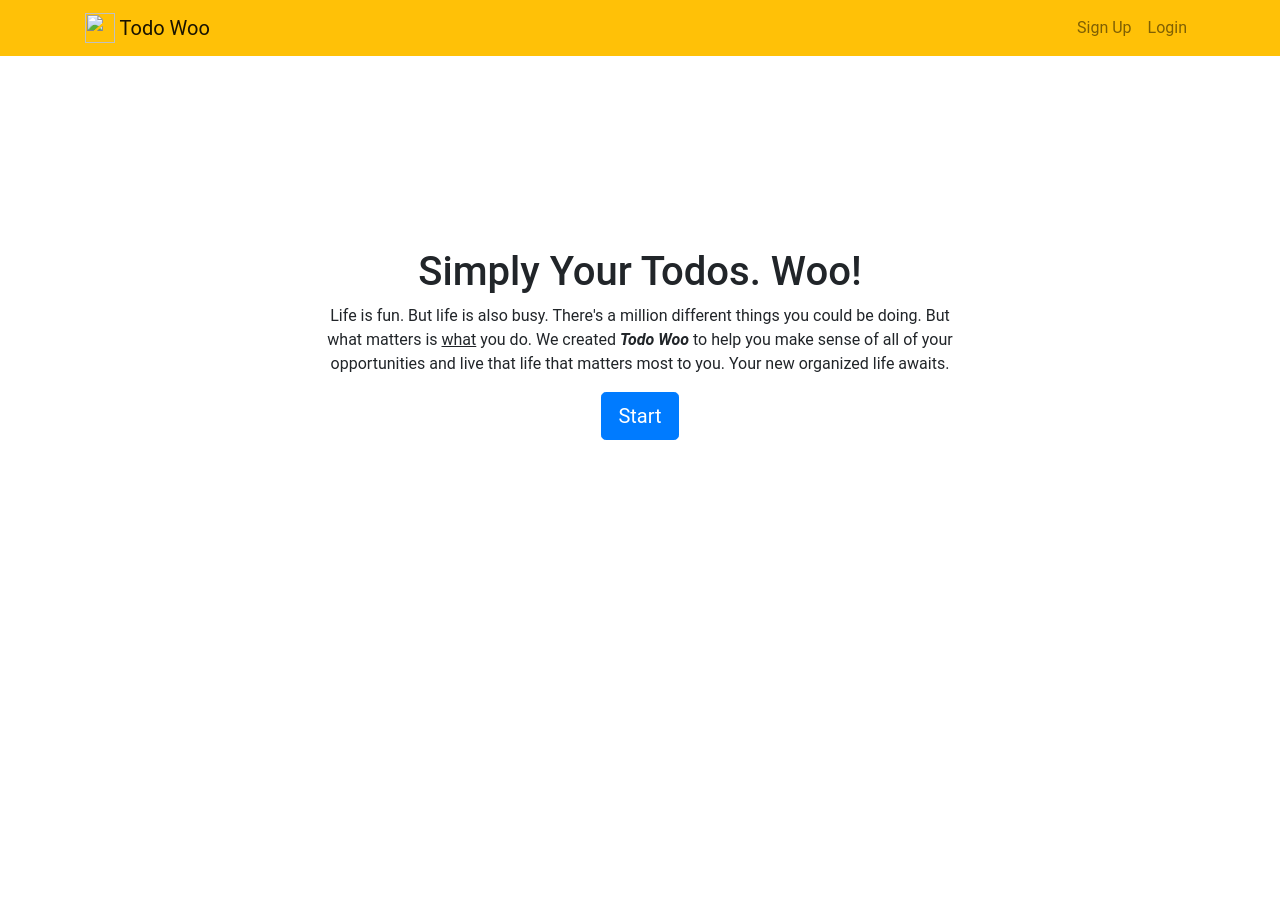 Todo Woo
Sign Up
Login
Simply Your Todos. Woo!
Life is fun. But life is also busy. There's a million different things you could be doing. But
what matters is what you do. We created Todo Woo to help you make sense of all of your
opportunities and live that life that matters most to you. Your new organized life awaits.
Start